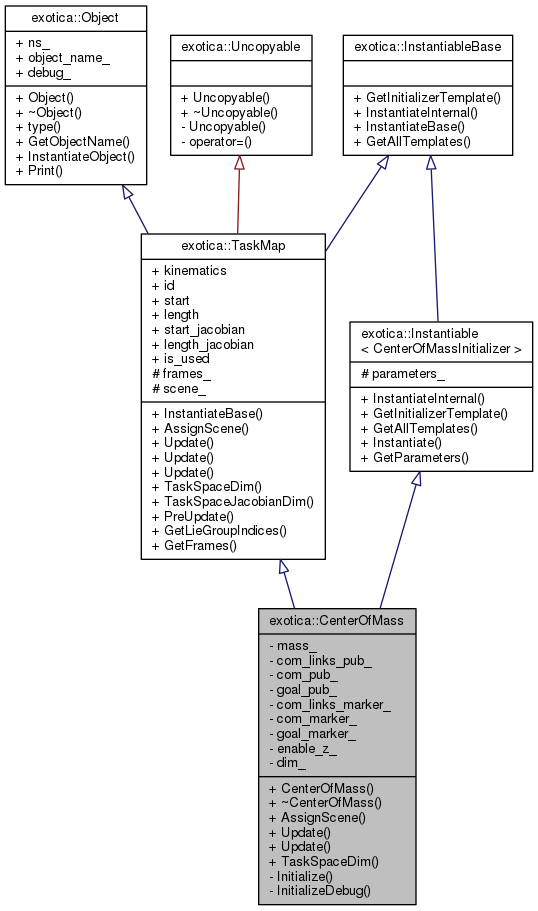 exotica::Object
+ ns_
+ object_name_
+ debug_
+ Object()
+ ~Object()
+ type()
+ GetObjectName()
+ InstantiateObject()
+ Print()
exotica::Uncopyable
+ Uncopyable()
+ ~Uncopyable()
- Uncopyable()
- operator=()
exotica::InstantiableBase
+ GetInitializerTemplate()
+ InstantiateInternal()
+ InstantiateBase()
+ GetAllTemplates()
exotica::TaskMap
+ kinematics
+ id
+ start
+ length
+ start_jacobian
+ length_jacobian
+ is_used
# frames_
# scene_
+ InstantiateBase()
+ AssignScene()
+ Update()
+ Update()
+ Update()
+ TaskSpaceDim()
+ TaskSpaceJacobianDim()
+ PreUpdate()
+ GetLieGroupIndices()
+ GetFrames()
exotica::Instantiable
< CenterOfMassInitializer >
# parameters_
+ InstantiateInternal()
+ GetInitializerTemplate()
+ GetAllTemplates()
+ Instantiate()
+ GetParameters()
exotica::CenterOfMass
- mass_
- com_links_pub_
- com_pub_
- goal_pub_
- com_links_marker_
- com_marker_
- goal_marker_
- enable_z_
- dim_
+ CenterOfMass()
+ ~CenterOfMass()
+ AssignScene()
+ Update()
+ Update()
+ TaskSpaceDim()
- Initialize()
- InitializeDebug()